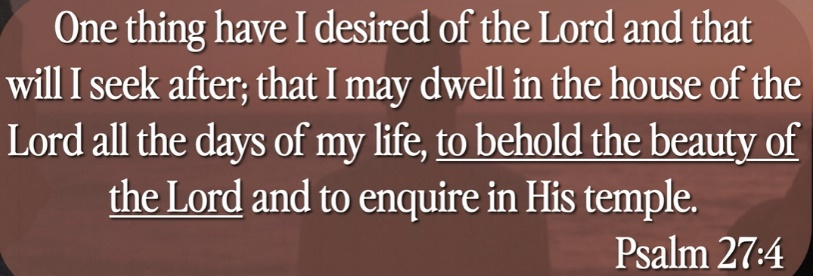 One thing have I desired of the Lord and that
will I seek after; that I may dwell in the house of the
Lord all the days of my life, to behold the beauty of
the Lord and to enquire in His temple.
Psalm 27:4